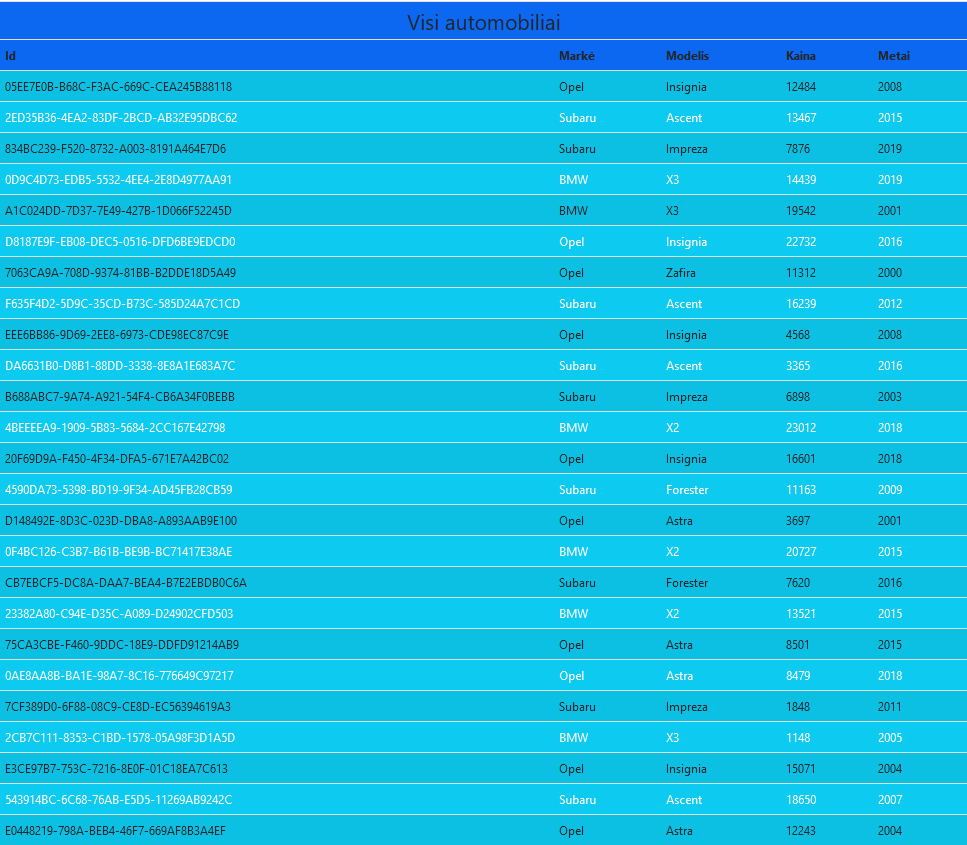 Visi automobiliai
Id Markė Modelis Kaina Metai
05EE7E0B-B68C-F3AC-669C-CEA245B88118 Opel Insignia 12484 2008
2ED35B36-4EA2-83DF-2BCD-AB32E95DBC62 Subaru Ascent 13467 2015
834BC239-F520-8732-A003-8191A464E7D6 Subaru Impreza 7876 2019
0D9C4D73-EDB5-5532-4EE4-2E8D4977AA91 BMW X3 14439 2019
A1C024DD-7D37-7E49-427B-1D066F52245D BMW X3 19542 2001
D8187E9F-EB08-DEC5-0516-DFD6BE9EDCD0 Opel Insignia 22732 2016
7063CA9A-708D-9374-81BB-B2DDE18D5A49 Opel Zafira 11312 2000
F635F4D2-5D9C-35CD-B73C-585D24A7C1CD Subaru Ascent 16239 2012
EEE6BB86-9D69-2EE8-6973-CDE98EC87C9E Opel Insignia 4568 2008
DA6631B0-D8B1-88DD-3338-8E8A1E683A7C Subaru Ascent 3365 2016
B688ABC7-9A74-A921-54F4-CB6A34F0BEBB Subaru Impreza 6898 2003
4BEEEEA9-1909-5B83-5684-2CC167E42798 BMW X2 23012 2018
20F69D9A-F450-4F34-DFA5-671E7A42BC02 Opel Insignia 16601 2018
4590DA73-5398-BD19-9F34-AD45FB28CB59 Subaru Forester 11163 2009
D148492E-8D3C-023D-DBA8-A893AAB9E100 Opel Astra 3697 2001
0F4BC126-C3B7-B61B-BE9B-BC71417E38AE BMW X2 20727 2015
CB7EBCF5-DC8A-DAA7-BEA4-B7E2EBDB0C6A Subaru Forester 7620 2016
23382A80-C94E-D35C-A089-D24902CFD503 BMW X2 13521 2015
75CA3CBE-F460-9DDC-18E9-DDFD91214AB9 Opel Astra 8501 2015
0AE8AA8B-BA1E-98A7-8C16-776649C97217 Opel Astra 8479 2018
7CF389D0-6F88-08C9-CE8D-EC56394619A3 Subaru Impreza 1848 2011
2CB7C111-8353-C1BD-1578-05A98F3D1A5D BMW X3 1148 2005
E3CE97B7-753C-7216-8E0F-01C18EA7C613 Opel Insignia 15071 2004
543914BC-6C68-76AB-E5D5-11269AB9242C Subaru Ascent 18650 2007
E0448219-798A-BEB4-46F7-669AF8B3A4EF Opel Astra 12243 2004